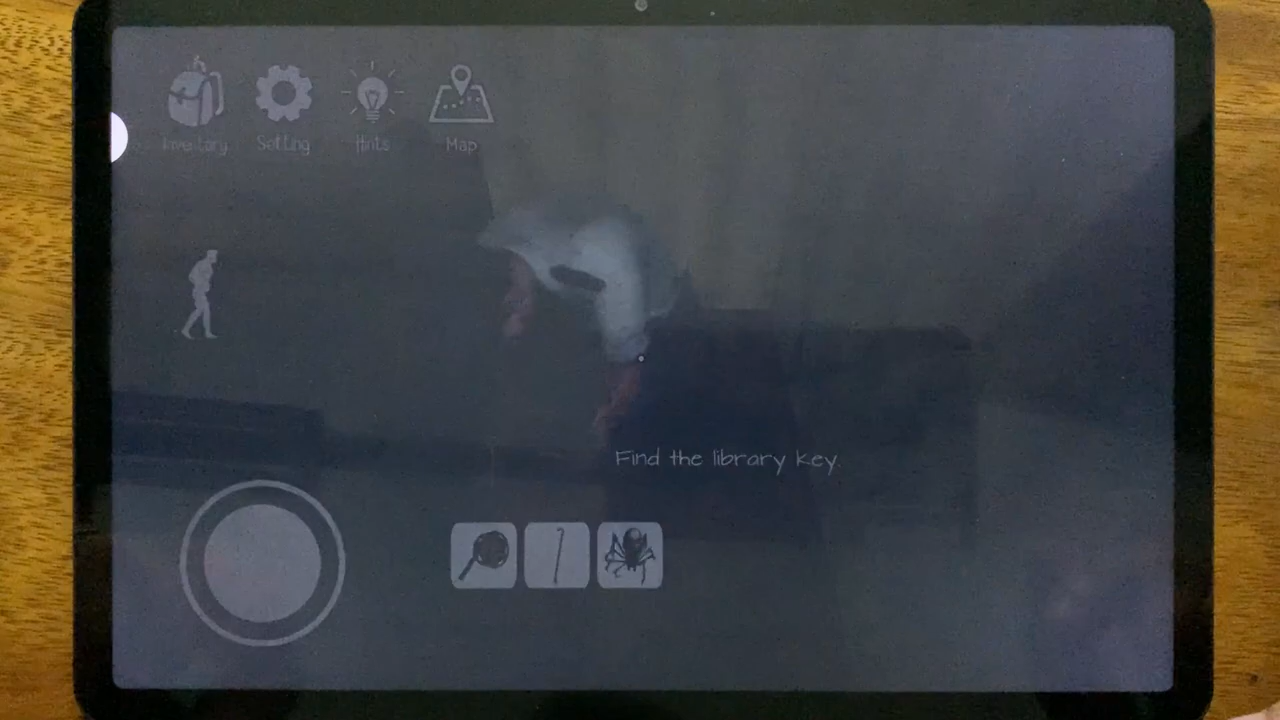 Inventory
Setting
Hints
Map
Find the library key.